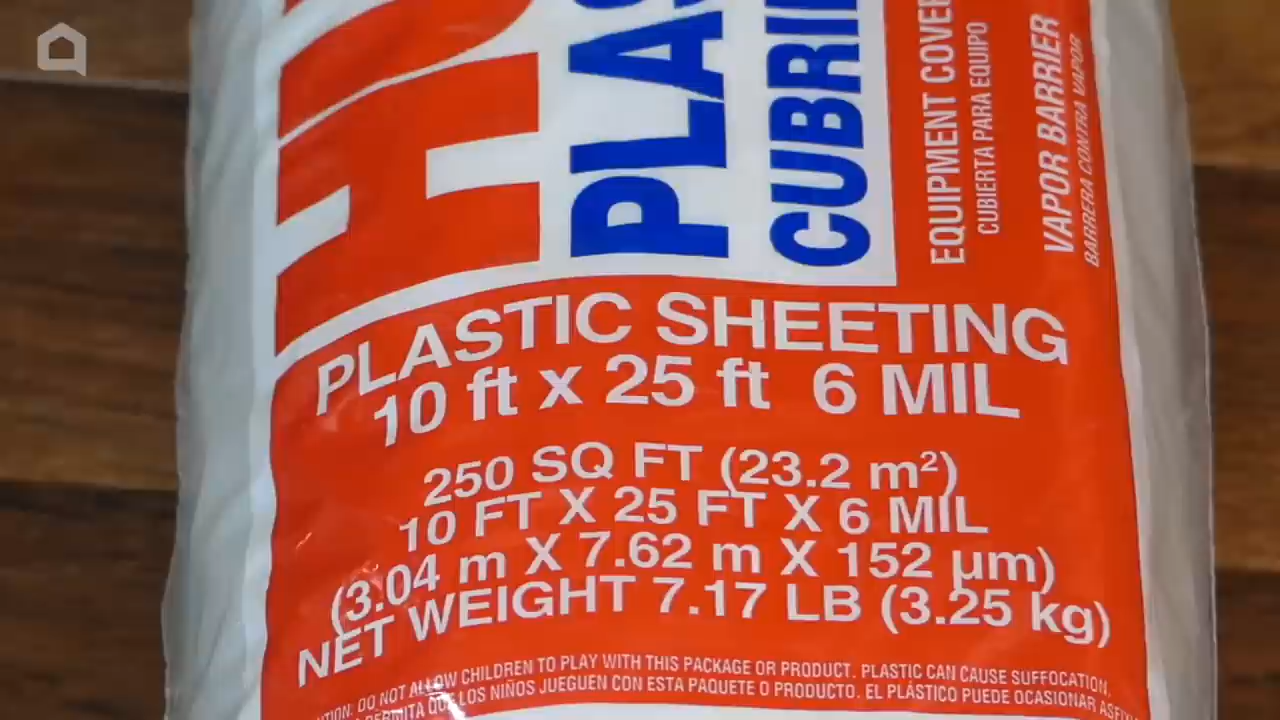 EQUIPMENT COVER
CUBIERTA PARA EQUIPO
VAPOR BARRIER
BARRERA CONTRA VAPOR
PLASTIC SHEETING
10 ft x 25 ft 6 MIL
250 SQ FT (23.2 m²)
10 FT X 25 FT X 6 MIL
(3.04 m X 7.62 m X 152 µm)
NET WEIGHT 7.17 LB (3.25 kg)
DO NOT ALLOW CHILDREN TO PLAY WITH THIS PACKAGE OR PRODUCT. PLASTIC CAN CAUSE SUFFOCATION.
PERMITA QUE LOS NIÑOS JUEGUEN CON ESTA PAQUETE O PRODUCTO. EL PLÁSTICO PUEDE OCASIONAR